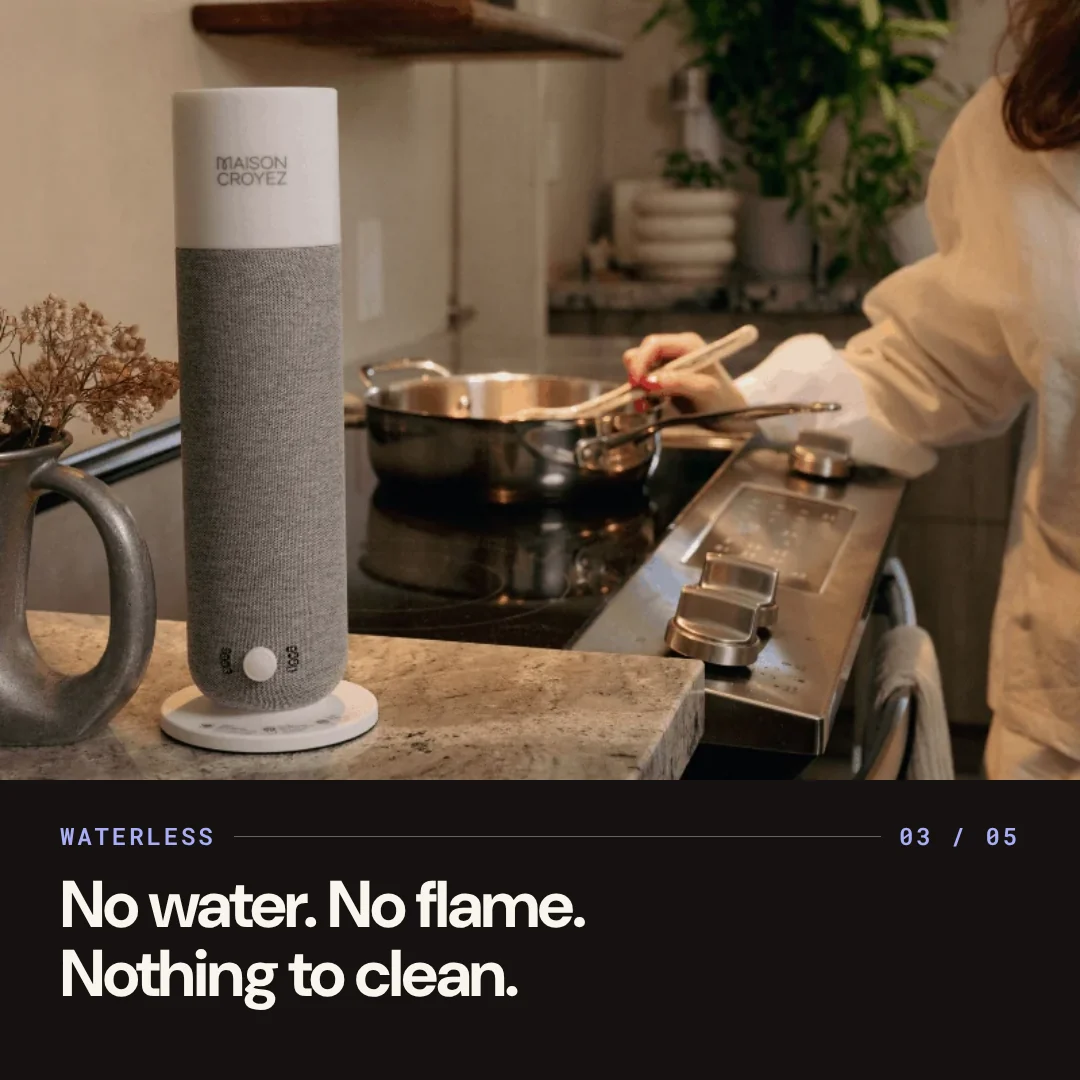 MAISON
CROYEZ
WATERLESS
03 / 05
No water. No flame.
Nothing to clean.